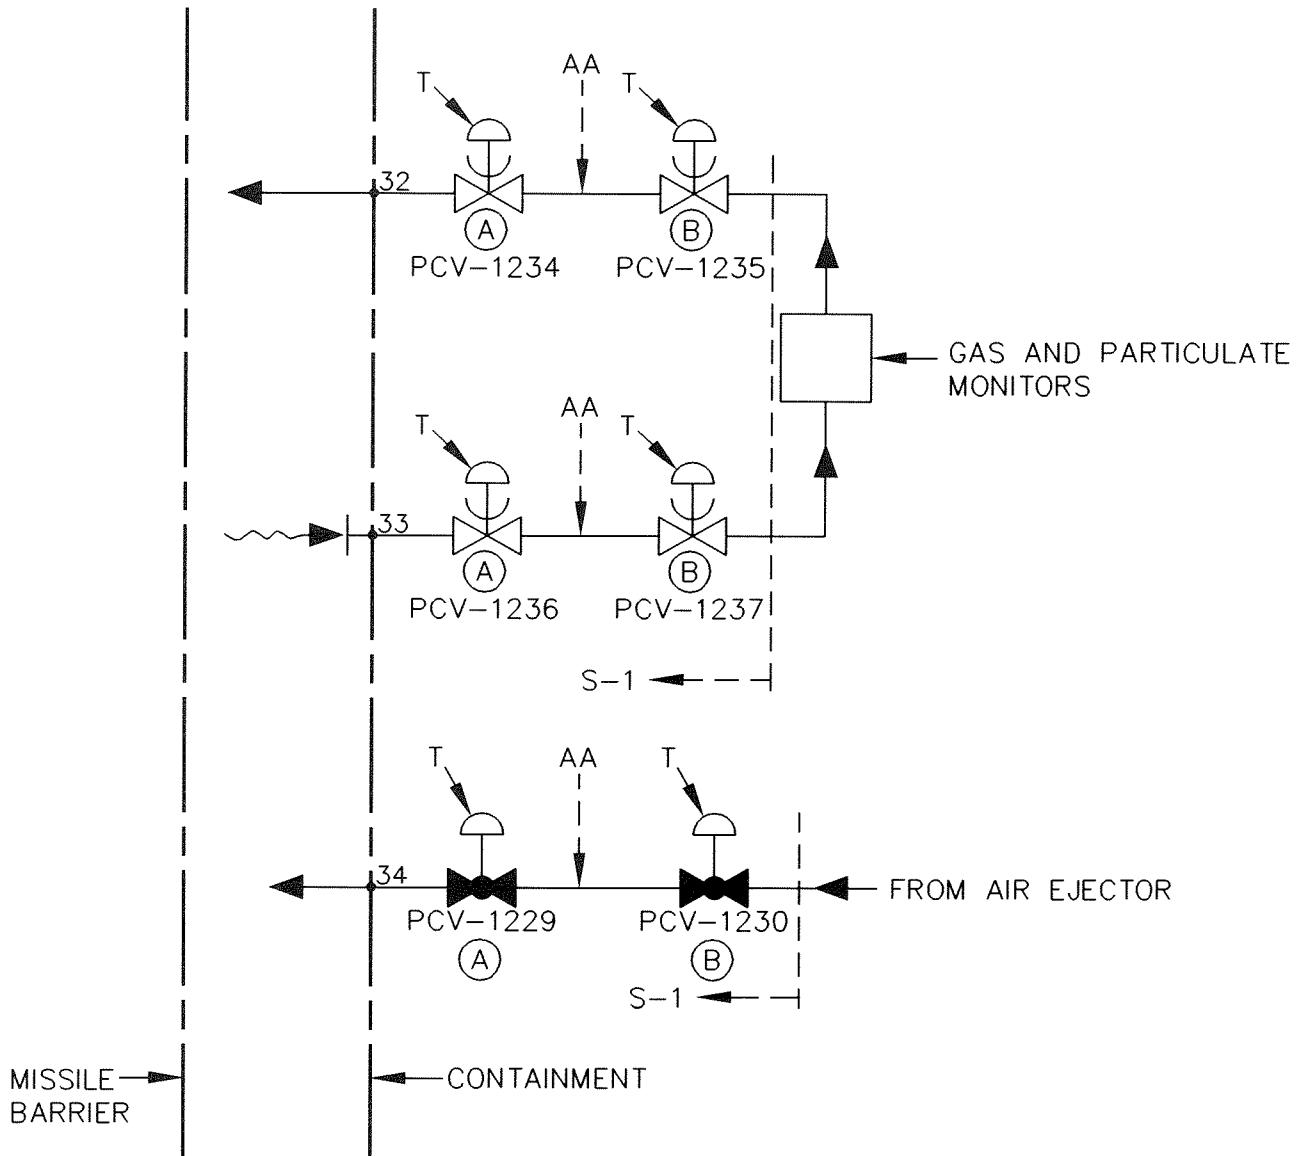 AA
T
T
32
A
B
PCV-1234
PCV-1235
GAS AND PARTICULATE
MONITORS
AA
T
T
33
A
B
PCV-1236
PCV-1237
S-1
T
AA
T
34
FROM AIR EJECTOR
PCV-1229
PCV-1230
A
B
S-1
MISSILE
BARRIER
CONTAINMENT